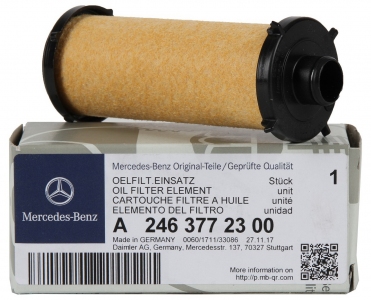 Mercedes-Benz Original-Teile/Geprüfte Qualität
OELFILT.EINSATZ Stück 1
OIL FILTER ELEMENT unit
CARTOUCHE FILTRE A HUILE unité
ELEMENTO DEL FILTRO unidad
A 246 377 23 00
Made in GERMANY 0060/1711/33086 27.11.17
Daimler AG, Germany, Mercedesstr. 137, 70327 Stuttgart
Mercedes-Benz
More information on
http://p.mb-qr.com